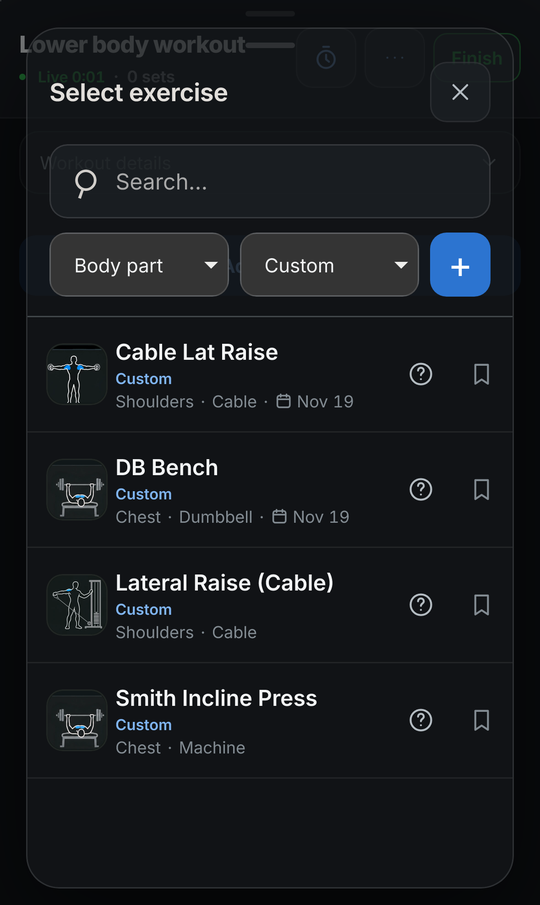 Lower body workout
Finish
Live 0:01 · 0 sets
Select exercise
Workout details
Search...
Body part
Custom
+
Cable Lat Raise
Custom
Shoulders · Cable · Nov 19
DB Bench
Custom
Chest · Dumbbell · Nov 19
Lateral Raise (Cable)
Custom
Shoulders · Cable
Smith Incline Press
Custom
Chest · Machine